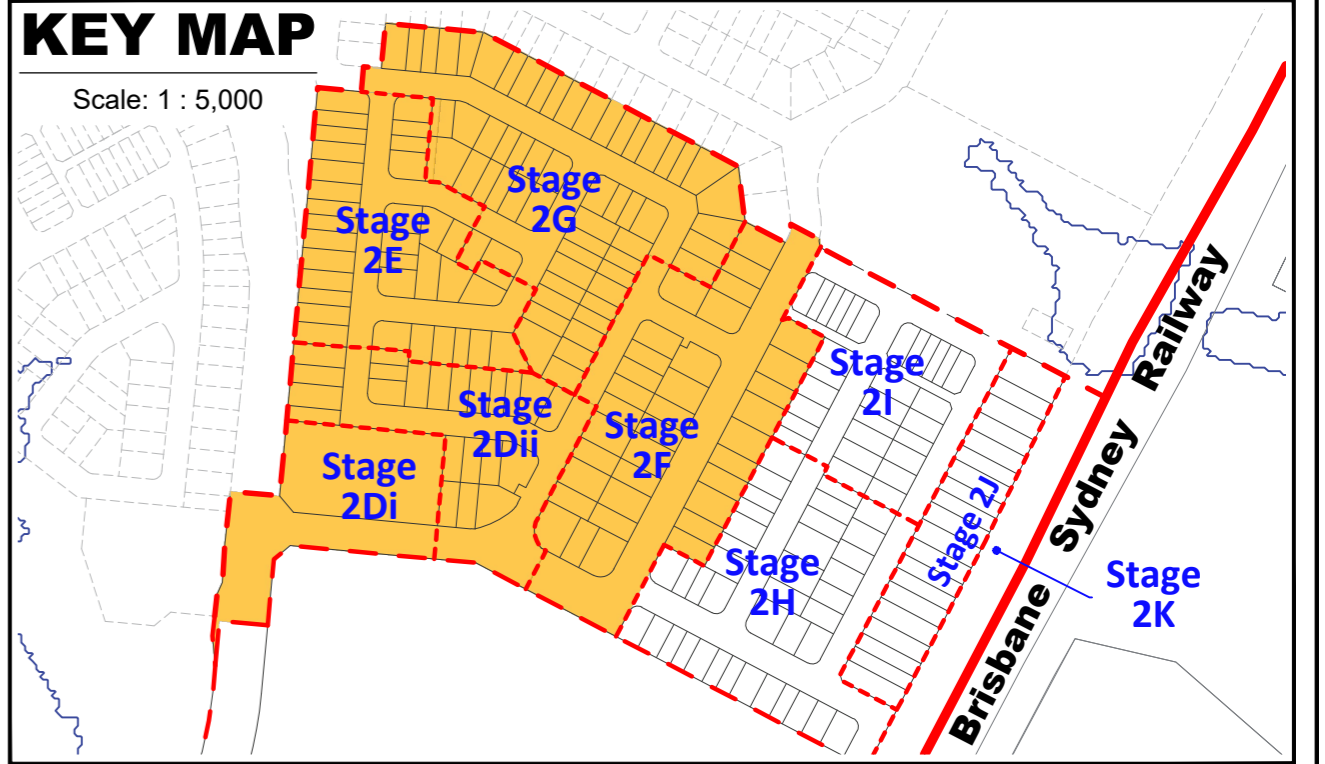 KEY MAP
Scale: 1 : 5,000
Stage
2G
Stage
2E
Stage
2I
Stage
2Dii
Stage
2F
Stage
2Di
Stage 2J
Stage
2H
Stage
2K
Brisbane Sydney Railway